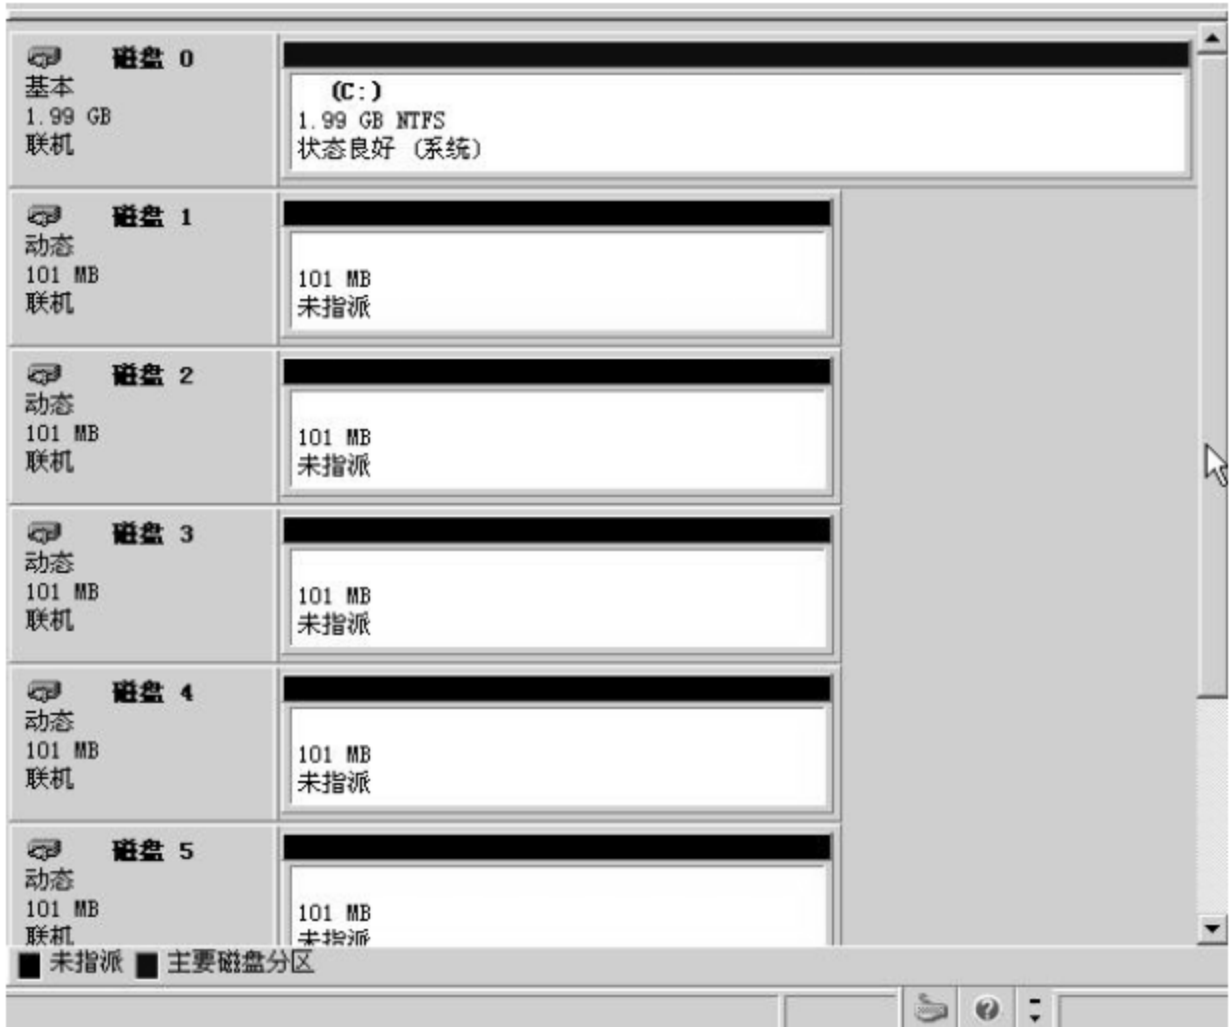 磁盘 0
基本
1.99 GB
联机
(C:)
1.99 GB NTFS
状态良好 (系统)
磁盘 1
动态
101 MB
联机
101 MB
未指派
磁盘 2
动态
101 MB
联机
101 MB
未指派
磁盘 3
动态
101 MB
联机
101 MB
未指派
磁盘 4
动态
101 MB
联机
101 MB
未指派
磁盘 5
动态
101 MB
联机
101 MB
未指派
未指派 主要磁盘分区